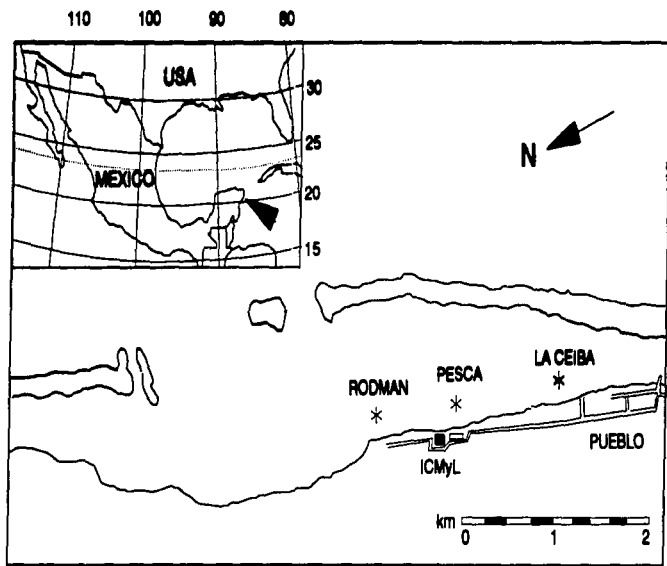 110 100 90 80
USA
30
25
MEXICO
20
15
N
LA CEIBA
PESCA
RODMAN
PUEBLO
ICMyL
km
0 1 2